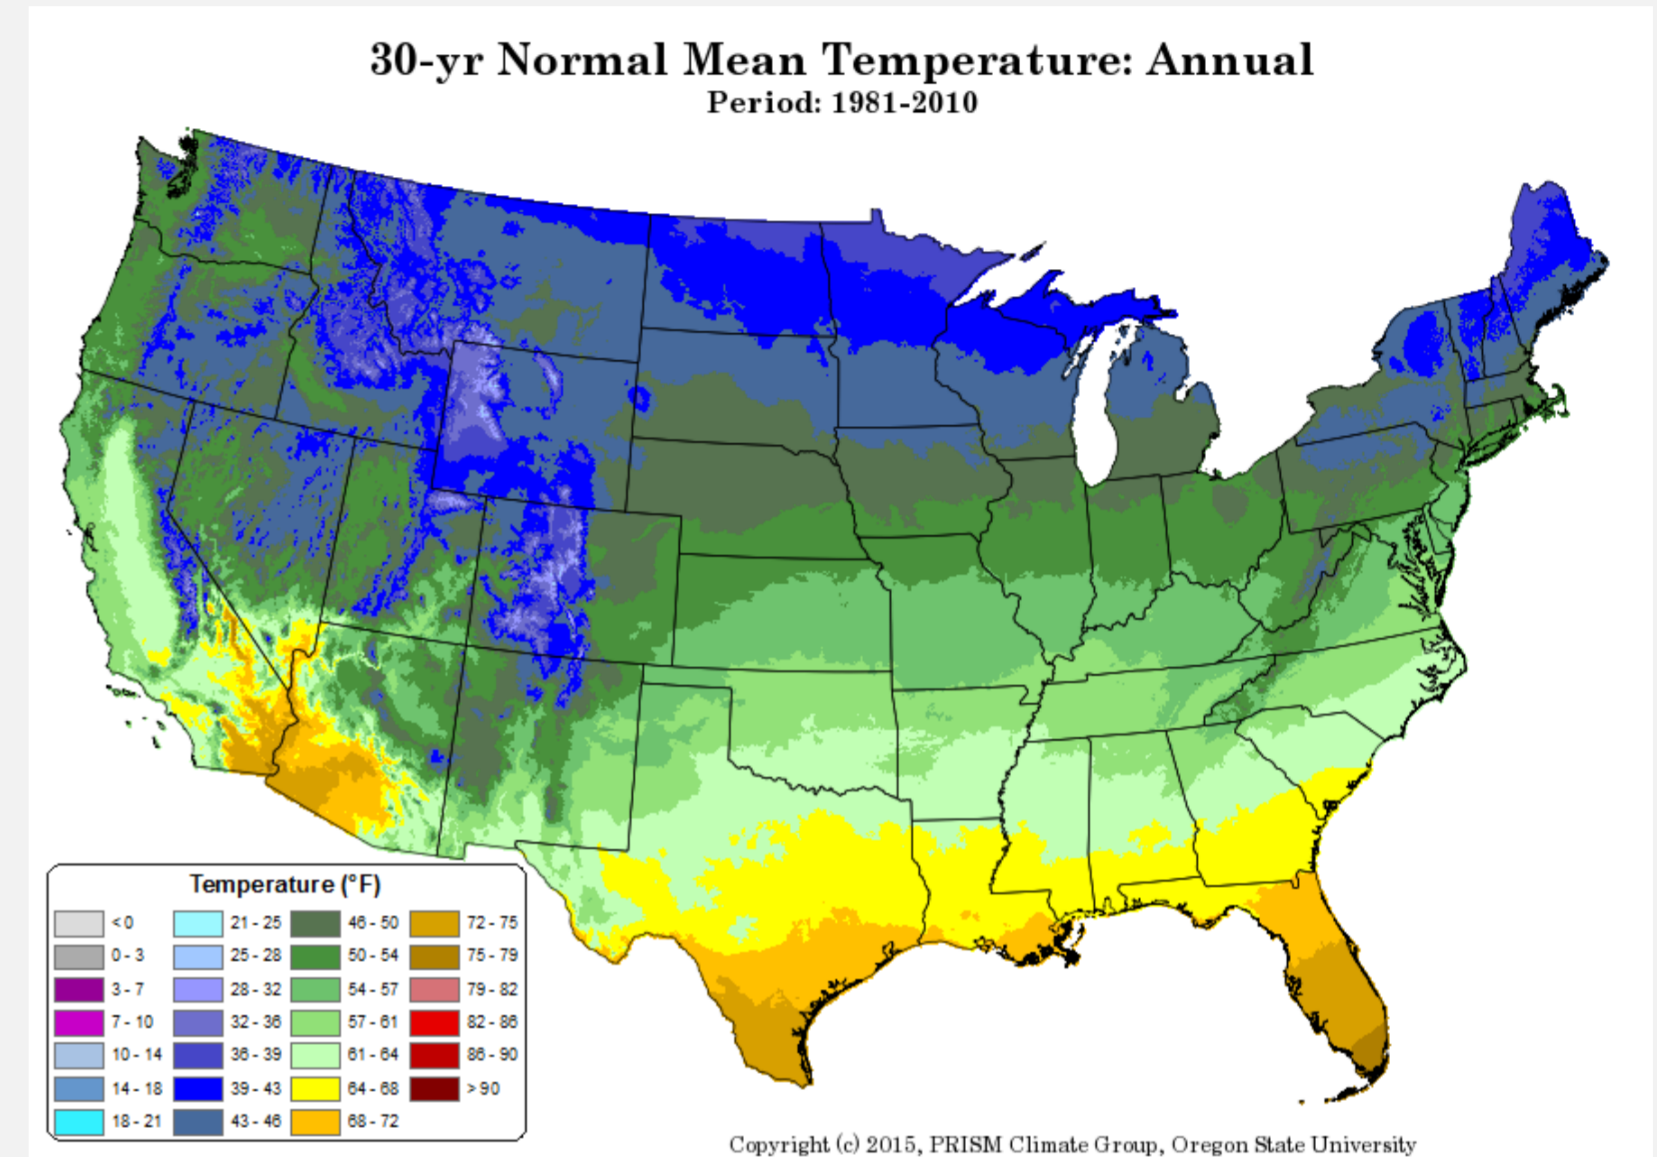 30-yr Normal Mean Temperature: Annual
Period: 1981-2010
Temperature (°F)
< 0
0 - 3
3 - 7
7 - 10
10 - 14
14 - 18
18 - 21
21 - 25
25 - 28
28 - 32
32 - 36
36 - 39
39 - 43
43 - 46
46 - 50
50 - 54
54 - 57
57 - 61
61 - 64
64 - 68
68 - 72
72 - 75
75 - 79
79 - 82
82 - 86
86 - 90
> 90
Copyright (c) 2015, PRISM Climate Group, Oregon State University